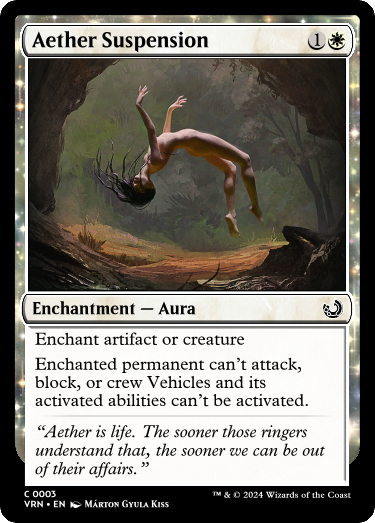 Aether Suspension 1
Enchantment — Aura
Enchant artifact or creature
Enchanted permanent can't attack,
block, or crew Vehicles and its
activated abilities can't be activated.
“Aether is life. The sooner those ringers
understand that, the sooner we can be out
of their affairs.”
C 0003
VRN • EN Márton Gyula Kiss
™ & © 2024 Wizards of the Coast